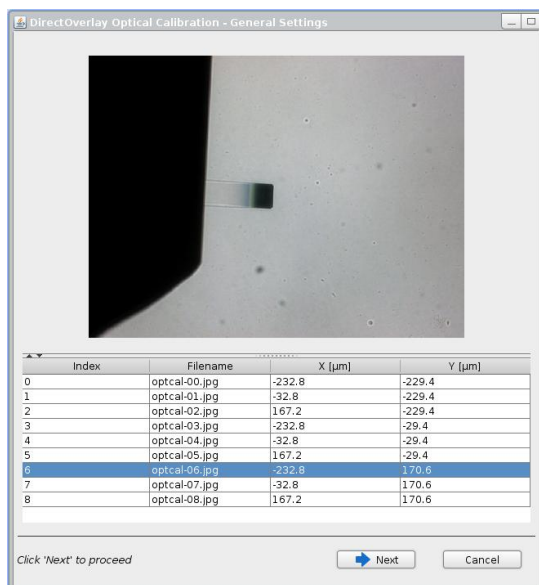 DirectOverlay Optical Calibration - General Settings
Index Filename X [µm] Y [µm]
0 optcal-00.jpg -232.8 -229.4
1 optcal-01.jpg -32.8 -229.4
2 optcal-02.jpg 167.2 -229.4
3 optcal-03.jpg -232.8 -29.4
4 optcal-04.jpg -32.8 -29.4
5 optcal-05.jpg 167.2 -29.4
6 optcal-06.jpg -232.8 170.6
7 optcal-07.jpg -32.8 170.6
8 optcal-08.jpg 167.2 170.6
Click 'Next' to proceed Next Cancel